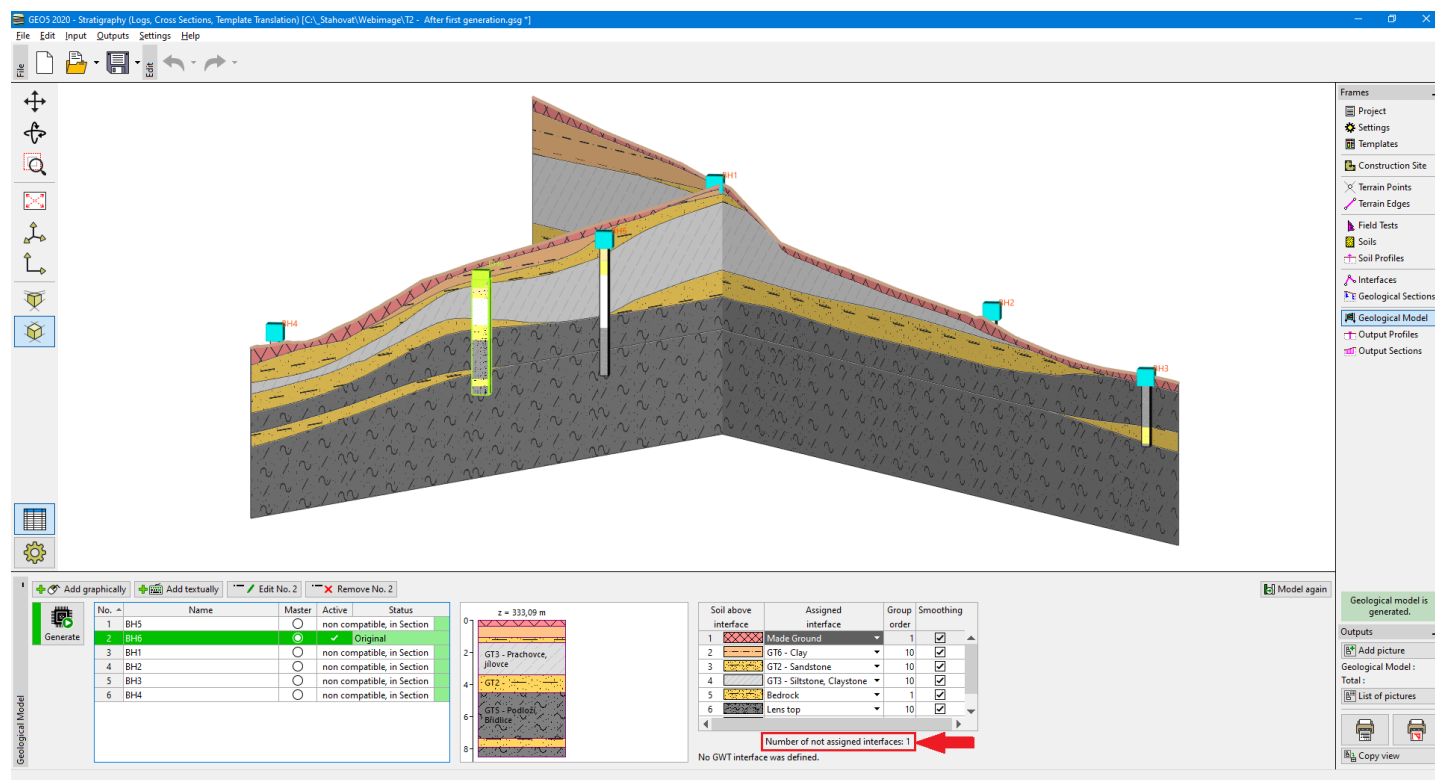 GEO5 2020 - Stratigraphy (Logs, Cross Sections, Template Translation) [C:\_Stahovat\Webimage\T2 - After first generation.gsg *]
File Edit Input Outputs Settings Help
File
Edit
Frames
Project
Settings
Templates
Construction Site
Terrain Points
Terrain Edges
Field Tests
Soils
Soil Profiles
Interfaces
Geological Sections
Geological Model
Output Profiles
Output Sections
BH1
BH5
BH4
BH2
BH3
Add graphically Add textually Edit No. 2 Remove No. 2 Model again
Generate
No. Name Master Active Status
1 BH5 non compatible, in Section
2 BH6 Original
3 BH1 non compatible, in Section
4 BH2 non compatible, in Section
5 BH3 non compatible, in Section
6 BH4 non compatible, in Section
z = 333,09 m
0
2
4
6
8
GT3 - Prachovce,
jílovce
GT2 -
GT5 - Podloží,
Břidlice
Soil above interface Assigned interface Group order Smoothing
1 Made Ground 1
2 GT6 - Clay 10
3 GT2 - Sandstone 10
4 GT3 - Siltstone, Claystone 10
5 Bedrock 1
6 Lens top 10
Number of not assigned interfaces: 1
No GWT interface was defined.
Geological Model
Geological model is
generated.
Outputs
Add picture
Geological Model :
Total :
List of pictures
Copy view